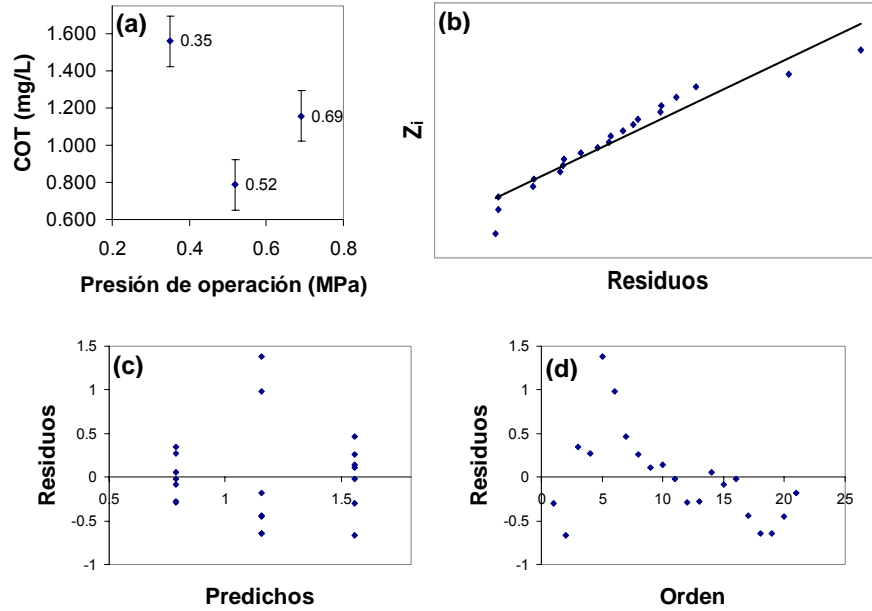 (a)
COT (mg/L)
1.600
1.400
1.200
1.000
0.800
0.600
0.35
0.69
0.52
0.2
0.4
0.6
0.8
Presión de operación (MPa)
(b)
Zi
Residuos
(c)
Residuos
1.5
1
0.5
0
-0.5
-1
0.5
1
1.5
Predichos
(d)
Residuos
1.5
1
0.5
0
-0.5
-1
0
5
10
15
20
25
Orden